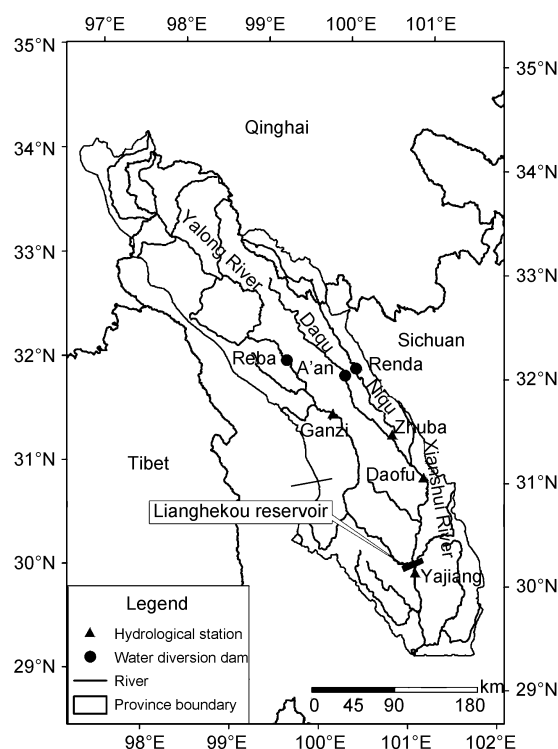 97°E 98°E 99°E 100°E 101°E
35°N
35°N
34°N
34°N
33°N
33°N
32°N
32°N
31°N
31°N
30°N
30°N
29°N
29°N
Qinghai
Yalong River
Daqu
Sichuan
Reba
A'an
Renda
Niqu
Ganzi
Zhuba
Tibet
Daofu
Xianshui River
Lianghekou reservoir
Yajiang
Legend
Hydrological station
Water diversion dam
River
Province boundary
km
0 45 90 180
98°E 99°E 100°E 101°E 102°E